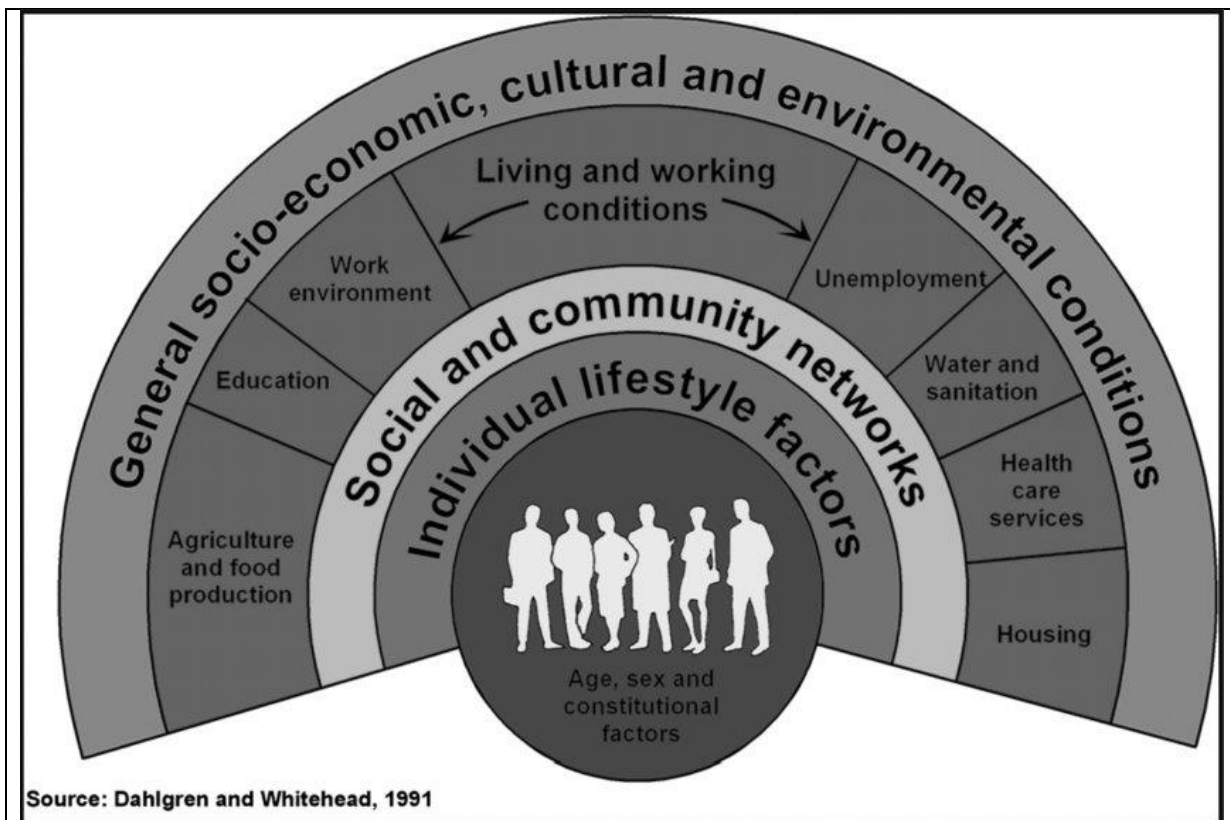 General socio-economic, cultural and environmental conditions
Living and working
conditions
Work
environment
Unemployment
Education
Water and
sanitation
Agriculture
and food
production
Health
care
services
Housing
Social and community networks
Individual lifestyle factors
Age, sex and
constitutional
factors
Source: Dahlgren and Whitehead, 1991